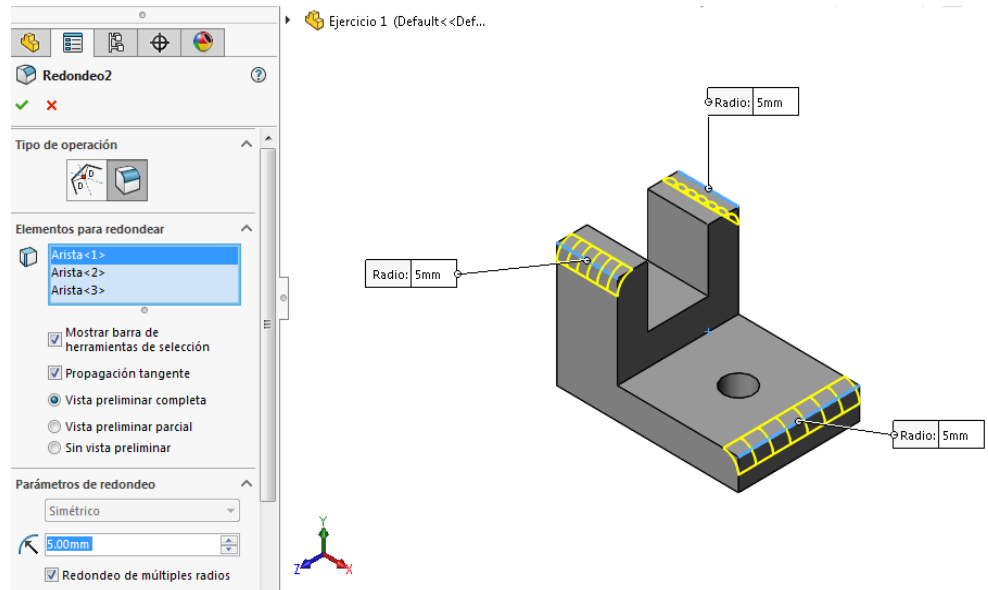 Ejercicio 1 (Default<<Def...
Redondeo2
Tipo de operación
Elementos para redondear
Arista<1>
Arista<2>
Arista<3>
Mostrar barra de
herramientas de selección
Propagación tangente
Vista preliminar completa
Vista preliminar parcial
Sin vista preliminar
Parámetros de redondeo
Simétrico
5.00mm
Redondeo de múltiples radios
Radio: 5mm
Radio: 5mm
Radio: 5mm
Y
Z
X